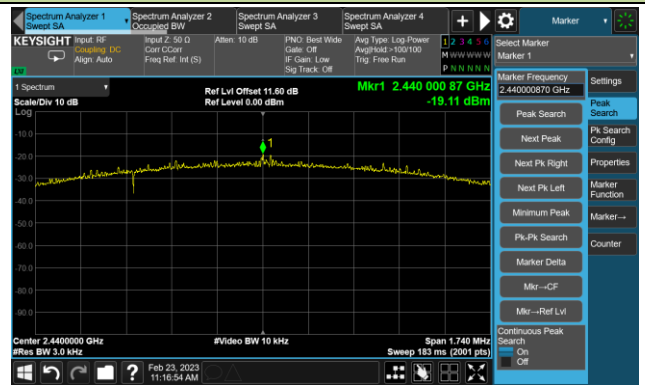 Spectrum Analyzer 1
Swept SA
Spectrum Analyzer 2
Occupied BW
Spectrum Analyzer 3
Swept SA
Spectrum Analyzer 4
Swept SA
Marker
KEYSIGHT
Input: RF
Coupling: DC
Align: Auto
Input Z: 50 Ω
Corr CCorr
Freq Ref: Int (S)
Atten: 10 dB
PNO: Best Wide
Gate: Off
IF Gain: Low
Sig Track: Off
Avg Type: Log-Power
Avg|Hold:>100/100
Trig: Free Run
1 2 3 4 5 6
M W W W W W
P N N N N N
Select Marker
Marker 1
1 Spectrum
Scale/Div 10 dB
Log
Ref Lvl Offset 11.60 dB
Ref Level 0.00 dBm
Mkr1 2.440 000 87 GHz
-19.11 dBm
1
-10.0
-20.0
-30.0
-40.0
-50.0
-60.0
-70.0
-80.0
-90.0
Center 2.4400000 GHz
#Res BW 3.0 kHz
#Video BW 10 kHz
Span 1.740 MHz
Sweep 183 ms (2001 pts)
Marker Frequency
2.440000870 GHz
Peak Search
Next Peak
Next Pk Right
Next Pk Left
Minimum Peak
Pk-Pk Search
Marker Delta
Mkr→CF
Mkr→Ref Lvl
Continuous Peak
Search
On
Off
Settings
Peak
Search
Pk Search
Config
Properties
Marker
Function
Marker→
Counter
?
Feb 23, 2023
11:16:54 AM